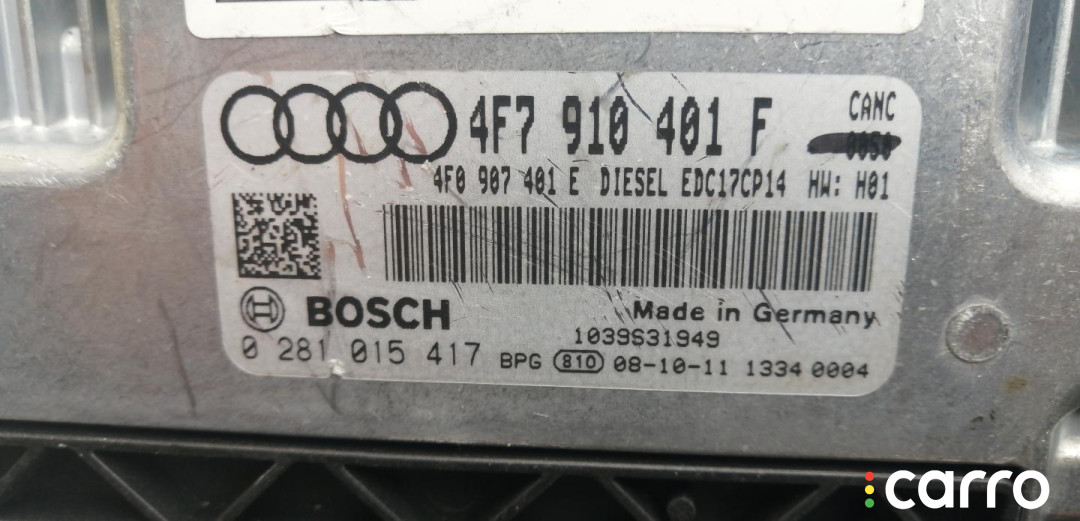 4F7 910 401 F CANC
4F0 907 401 E DIESEL EDC17CP14 HW: H01
BOSCH Made in Germany
1039S31949
0 281 015 417 BPG 810 08-10-11 1334 0004
carro